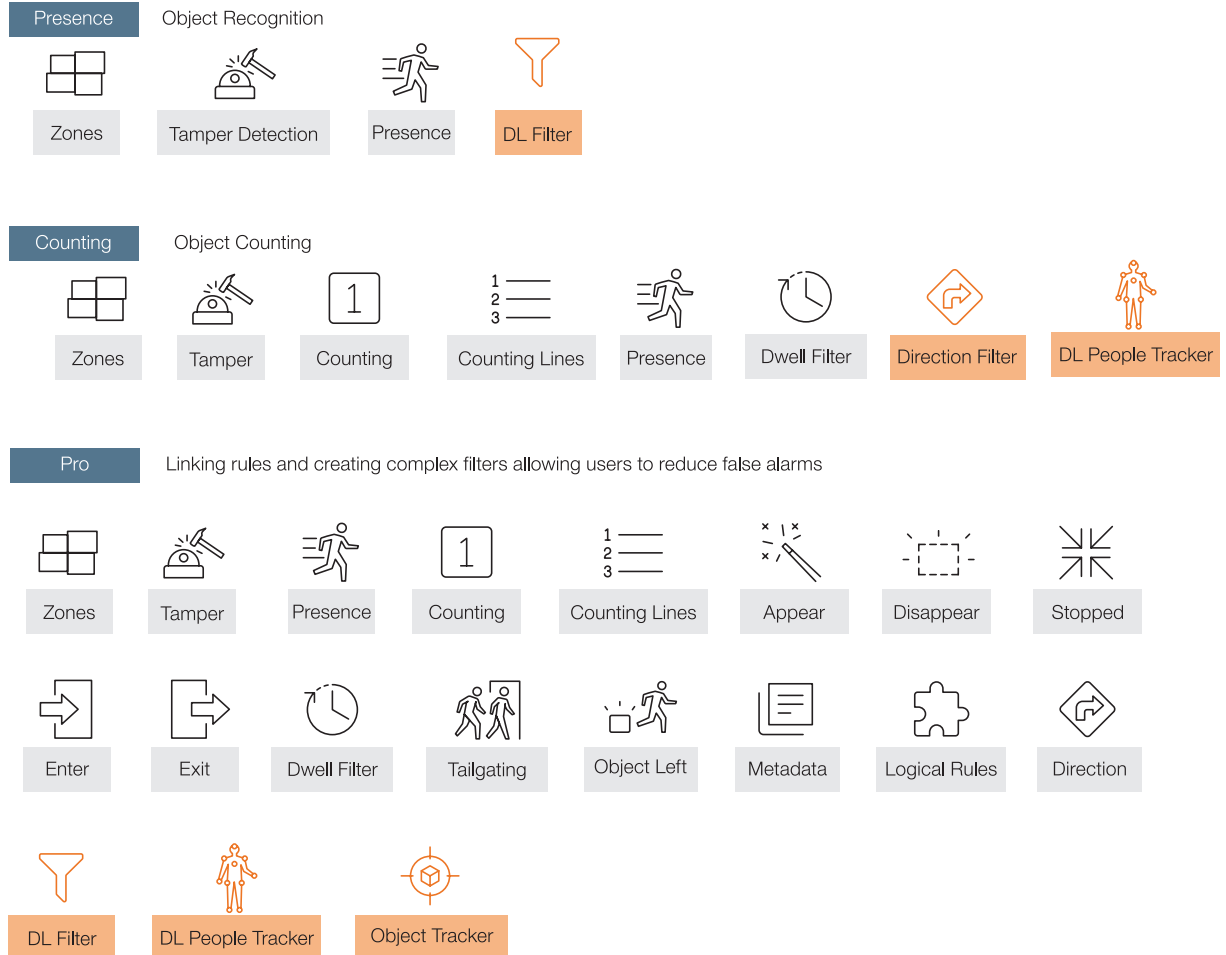 Presence Object Recognition
Zones Tamper Detection Presence DL Filter
Counting Object Counting
1
1
2
3
Zones Tamper Counting Counting Lines Presence Dwell Filter Direction Filter DL People Tracker
Pro Linking rules and creating complex filters allowing users to reduce false alarms
1
1
2
3
Zones Tamper Presence Counting Counting Lines Appear Disappear Stopped
Enter Exit Dwell Filter Tailgating Object Left Metadata Logical Rules Direction
DL Filter DL People Tracker Object Tracker